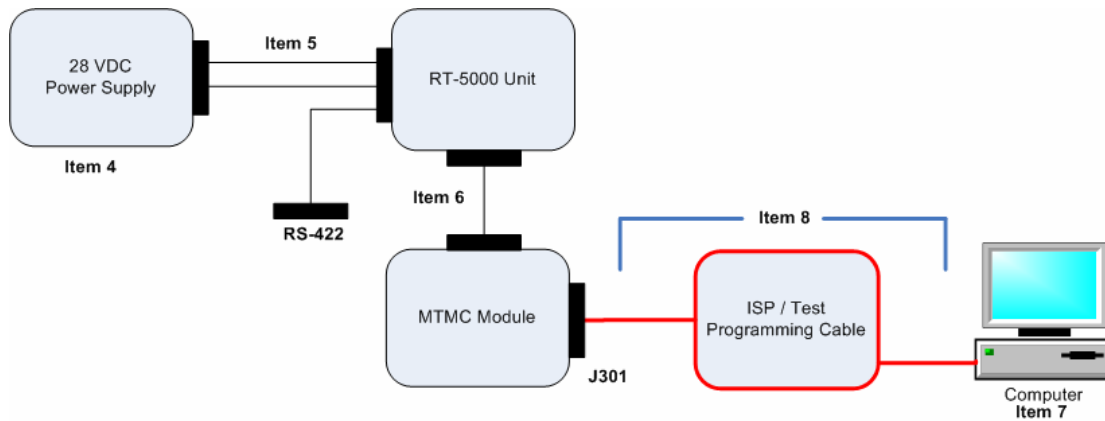 Item 5
28 VDC
Power Supply
RT-5000 Unit
Item 4
Item 6
RS-422
Item 8
MTMC Module
ISP / Test
Programming Cable
J301
Computer
Item 7